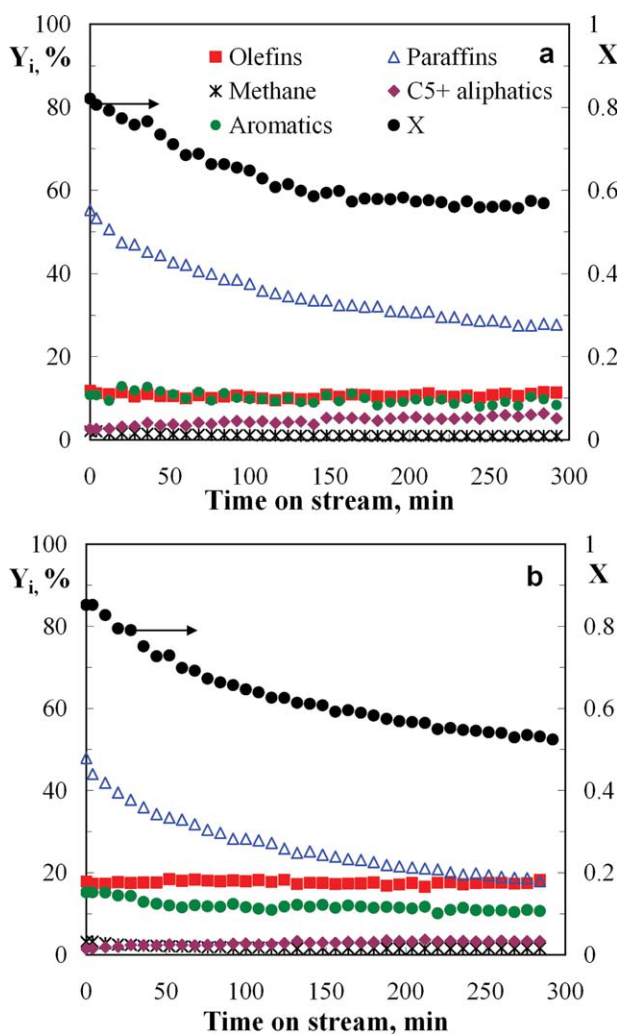 100 1
Yi, % a X
Olefins Paraffins
Methane C5+ aliphatics
Aromatics X
80 0.8
60 0.6
40 0.4
20 0.2
0 0
0 50 100 150 200 250 300
Time on stream, min
100 1
Yi, % b X
80 0.8
60 0.6
40 0.4
20 0.2
0 0
0 50 100 150 200 250 300
Time on stream, min